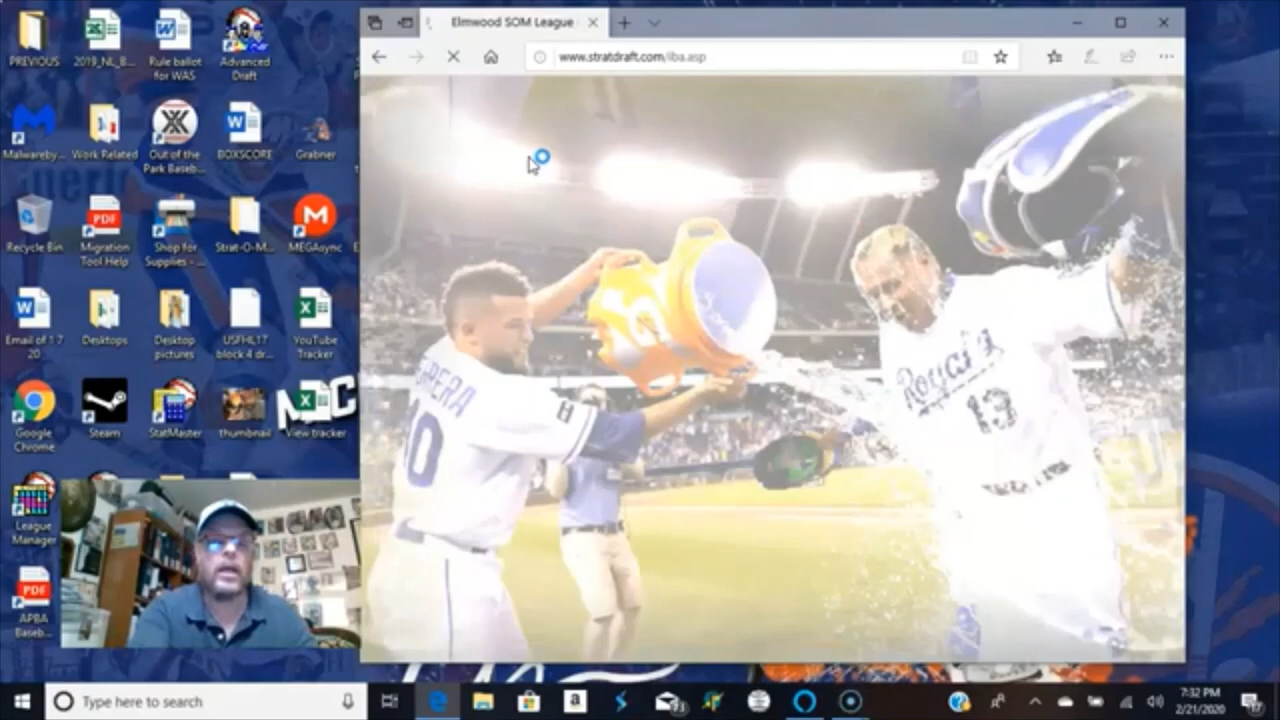 Elmwood SOM League
www.stratdraft.com/iba.asp
PREVIOUS
2019_NL_B...
Rule ballot
for WAS
Advanced
Draft
Malwareby...
Work Related
Out of the
Park Baseb...
BOXSCORE
Grabner
Recycle Bin
PDF
Migration
Tool Help
Shop for
Supplies - ...
Strat-O-M...
MEGAsync
Email of 1 7
20
Desktops
Desktop
pictures
USFHL17
block 4 dr...
YouTube
Tracker
Google
Chrome
Steam
StatMaster
thumbnail
View tracker
League
Manager
PDF
APBA
Baseb...
10
Royals
13
Type here to search
7:32 PM
2/21/2020